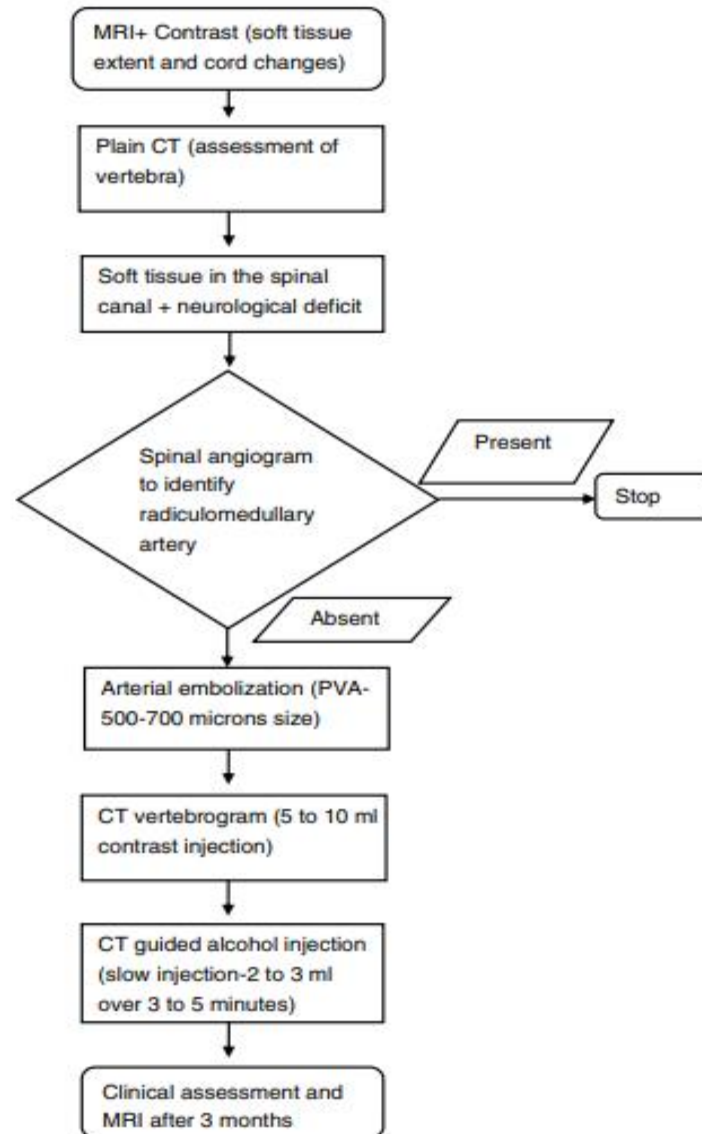 MRI+ Contrast (soft tissue
extent and cord changes)
Plain CT (assessment of
vertebra)
Soft tissue in the spinal
canal + neurological deficit
Spinal angiogram
to identify
radiculomedullary
artery
Present
Stop
Absent
Arterial embolization (PVA-
500-700 microns size)
CT vertebrogram (5 to 10 ml
contrast injection)
CT guided alcohol injection
(slow injection-2 to 3 ml
over 3 to 5 minutes)
Clinical assessment and
MRI after 3 months